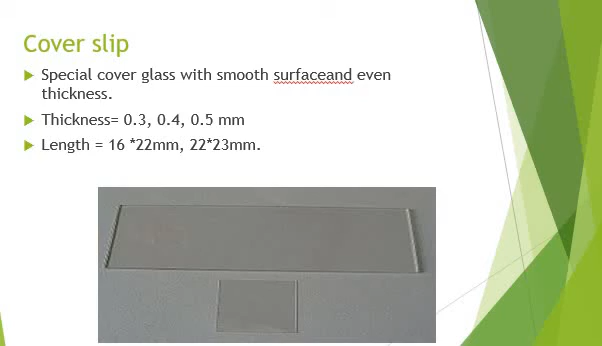 Cover slip
Special cover glass with smooth surfaceand even
thickness.
Thickness= 0.3, 0.4, 0.5 mm
Length = 16 *22mm, 22*23mm.